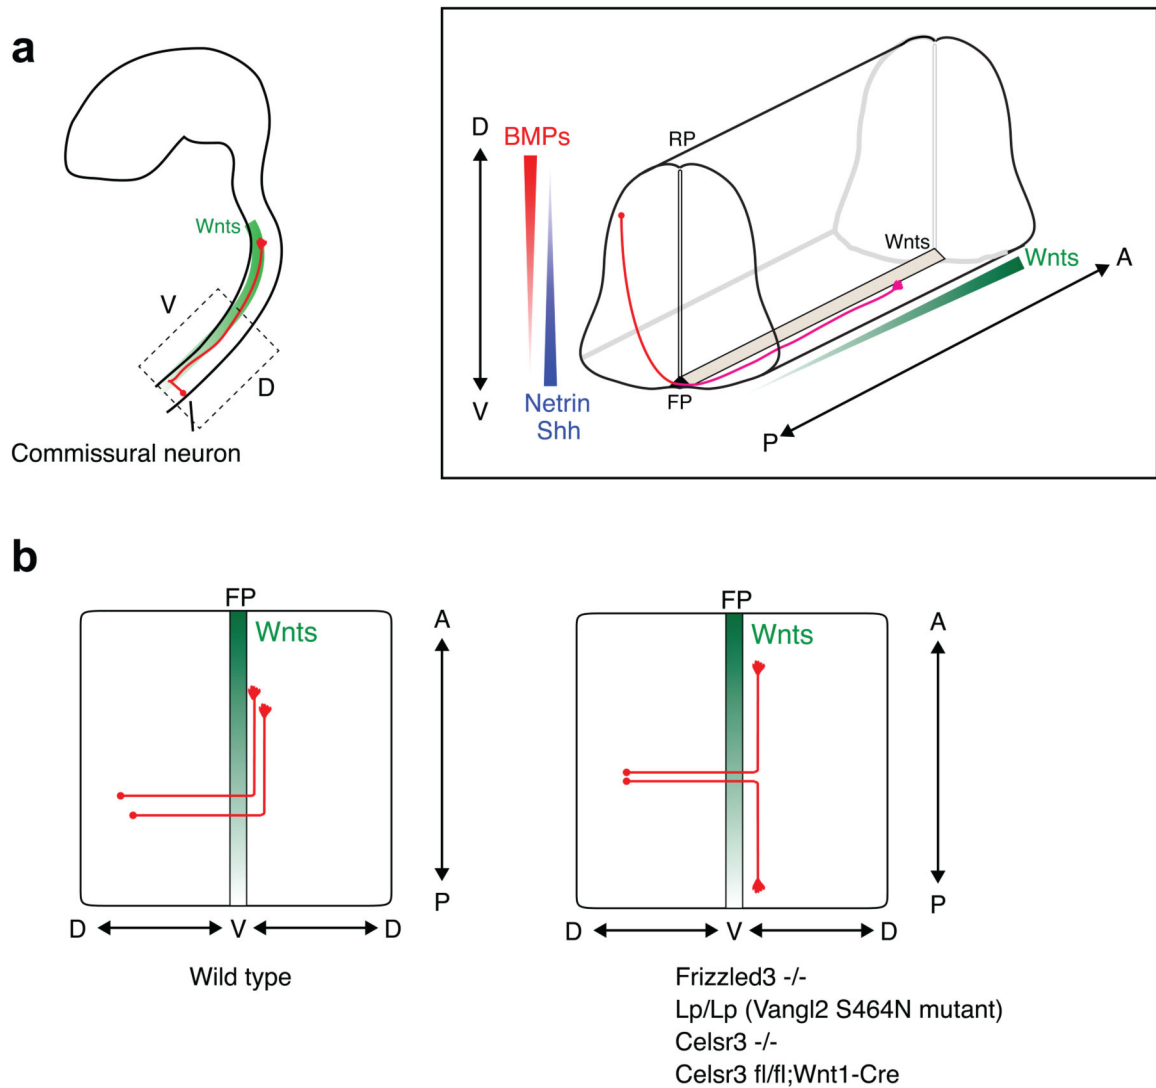 a
Wnts
V
D
Commissural neuron
D
BMPs
RP
V
Netrin
Shh
FP
Wnts
Wnts
A
P
b
FP
Wnts
A
P
D
V
D
Wild type
FP
Wnts
A
P
D
V
D
Frizzled3 -/-
Lp/Lp (Vangl2 S464N mutant)
Celsr3 -/-
Celsr3 fl/fl;Wnt1-Cre